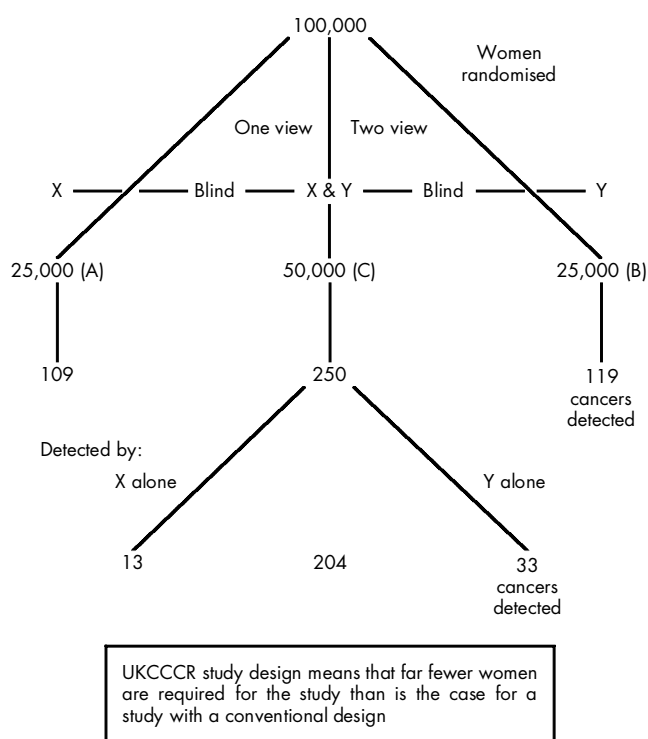 100,000
Women
randomised
One view
Two view
X
Blind
X & Y
Blind
Y
25,000 (A)
50,000 (C)
25,000 (B)
109
250
119
cancers
detected
Detected by:
X alone
Y alone
13
204
33
cancers
detected
UKCCCR study design means that far fewer women
are required for the study than is the case for a
study with a conventional design